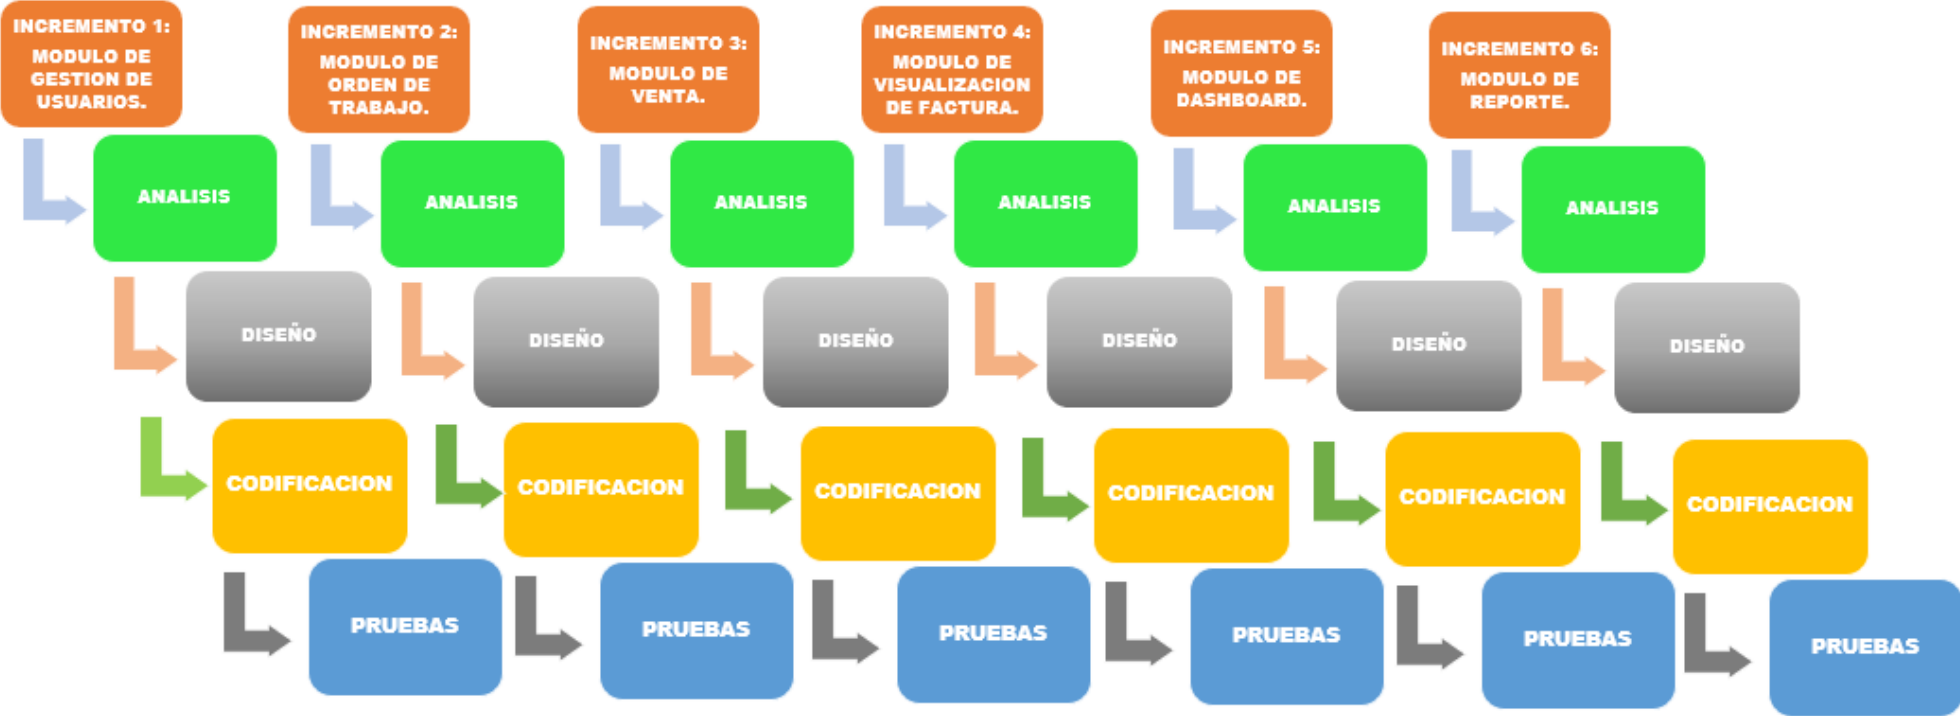 INCREMENTO 1:
MODULO DE
GESTION DE
USUARIOS.
INCREMENTO 2:
MODULO DE
ORDEN DE
TRABAJO.
INCREMENTO 3:
MODULO DE
VENTA.
INCREMENTO 4:
MODULO DE
VISUALIZACION
DE FACTURA.
INCREMENTO 5:
MODULO DE
DASHBOARD.
INCREMENTO 6:
MODULO DE
REPORTE.
ANALISIS
ANALISIS
ANALISIS
ANALISIS
ANALISIS
ANALISIS
DISEÑO
DISEÑO
DISEÑO
DISEÑO
DISEÑO
DISEÑO
CODIFICACION
CODIFICACION
CODIFICACION
CODIFICACION
CODIFICACION
CODIFICACION
PRUEBAS
PRUEBAS
PRUEBAS
PRUEBAS
PRUEBAS
PRUEBAS